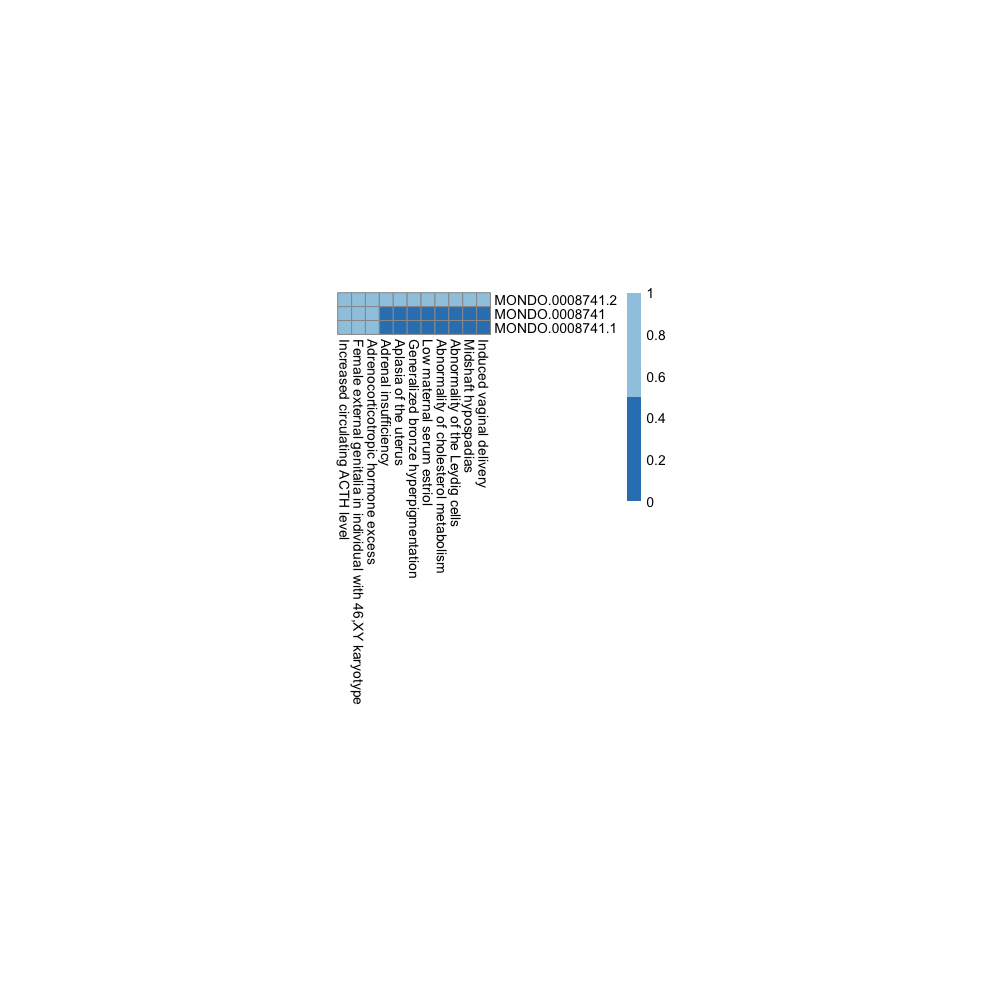 MONDO.0008741.2
MONDO.0008741
MONDO.0008741.1
1
0.8
0.6
0.4
0.2
0
Increased circulating ACTH level
Female external genitalia in individual with 46,XY karyotype
Adrenocorticotropic hormone excess
Adrenal insufficiency
Aplasia of the uterus
Generalized bronze hyperpigmentation
Low maternal serum estriol
Abnormality of cholesterol metabolism
Abnormality of the Leydig cells
Midshaft hypospadias
Induced vaginal delivery